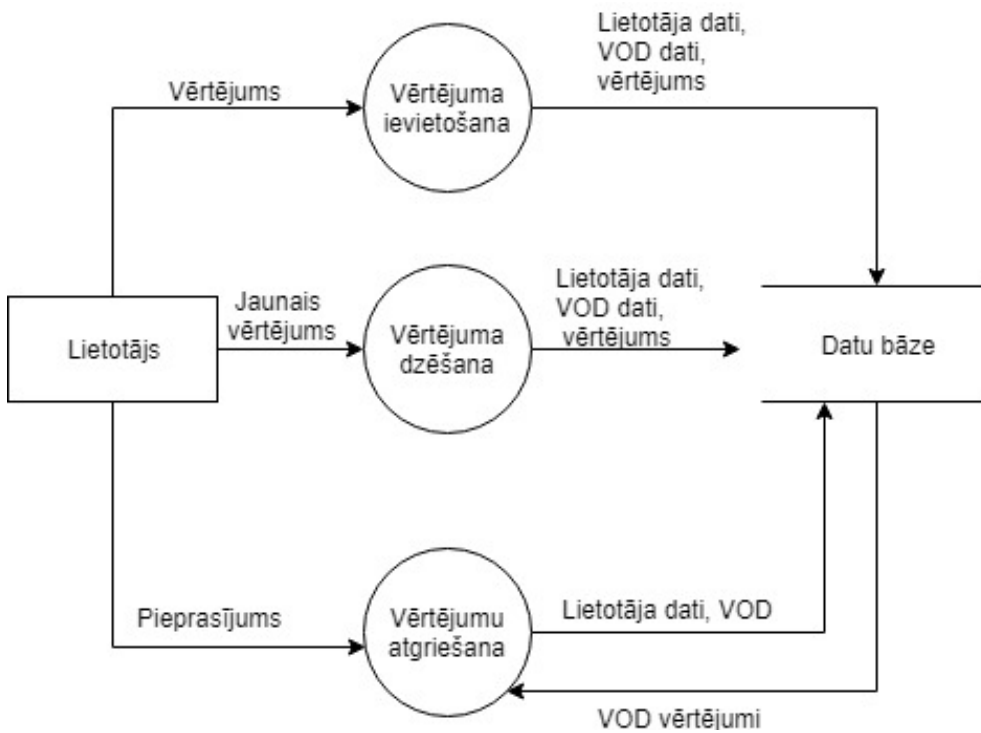 Lietotāja dati,
VOD dati,
vērtējums
Vērtējums
Vērtējuma
ievietošana
Lietotāja dati,
VOD dati,
vērtējums
Jaunais
vērtējums
Lietotājs
Vērtējuma
dzēšana
Datu bāze
Pieprasījums
Vērtējumu
atgriešana
Lietotāja dati, VOD
VOD vērtējumi